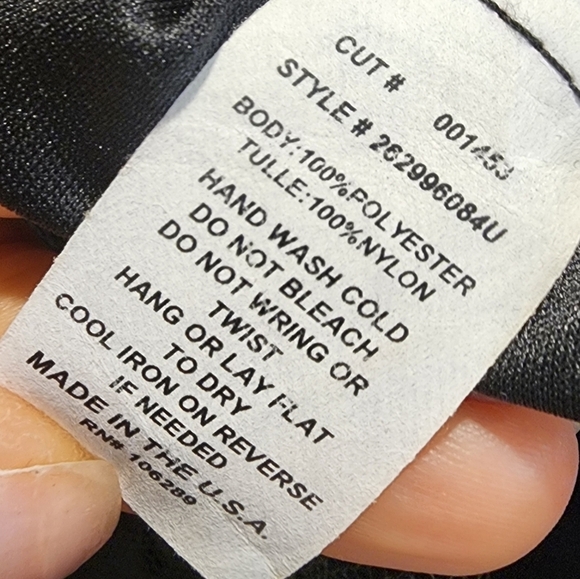 CUT # 001453
STYLE # 262996084U
BODY:100%POLYESTER
TULLE:100%NYLON
HAND WASH COLD
DO NOT BLEACH
DO NOT WRING OR
TWIST
HANG OR LAY FLAT
TO DRY
COOL IRON ON REVERSE
IF NEEDED
MADE IN THE U.S.A.
RN# 106289